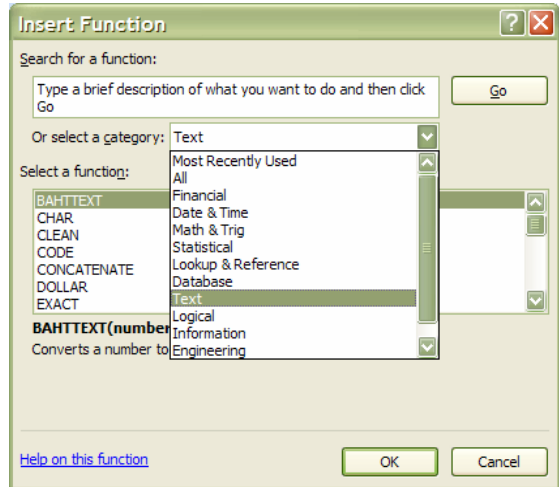 Insert Function
Search for a function:
Type a brief description of what you want to do and then click
Go
Go
Or select a category: Text
Most Recently Used
All
Financial
Date & Time
Math & Trig
Statistical
Lookup & Reference
Database
Text
Logical
Information
Engineering
Select a function:
BAHTTEXT
CHAR
CLEAN
CODE
CONCATENATE
DOLLAR
EXACT
BAHTTEXT(number
Converts a number to
Help on this function
OK
Cancel